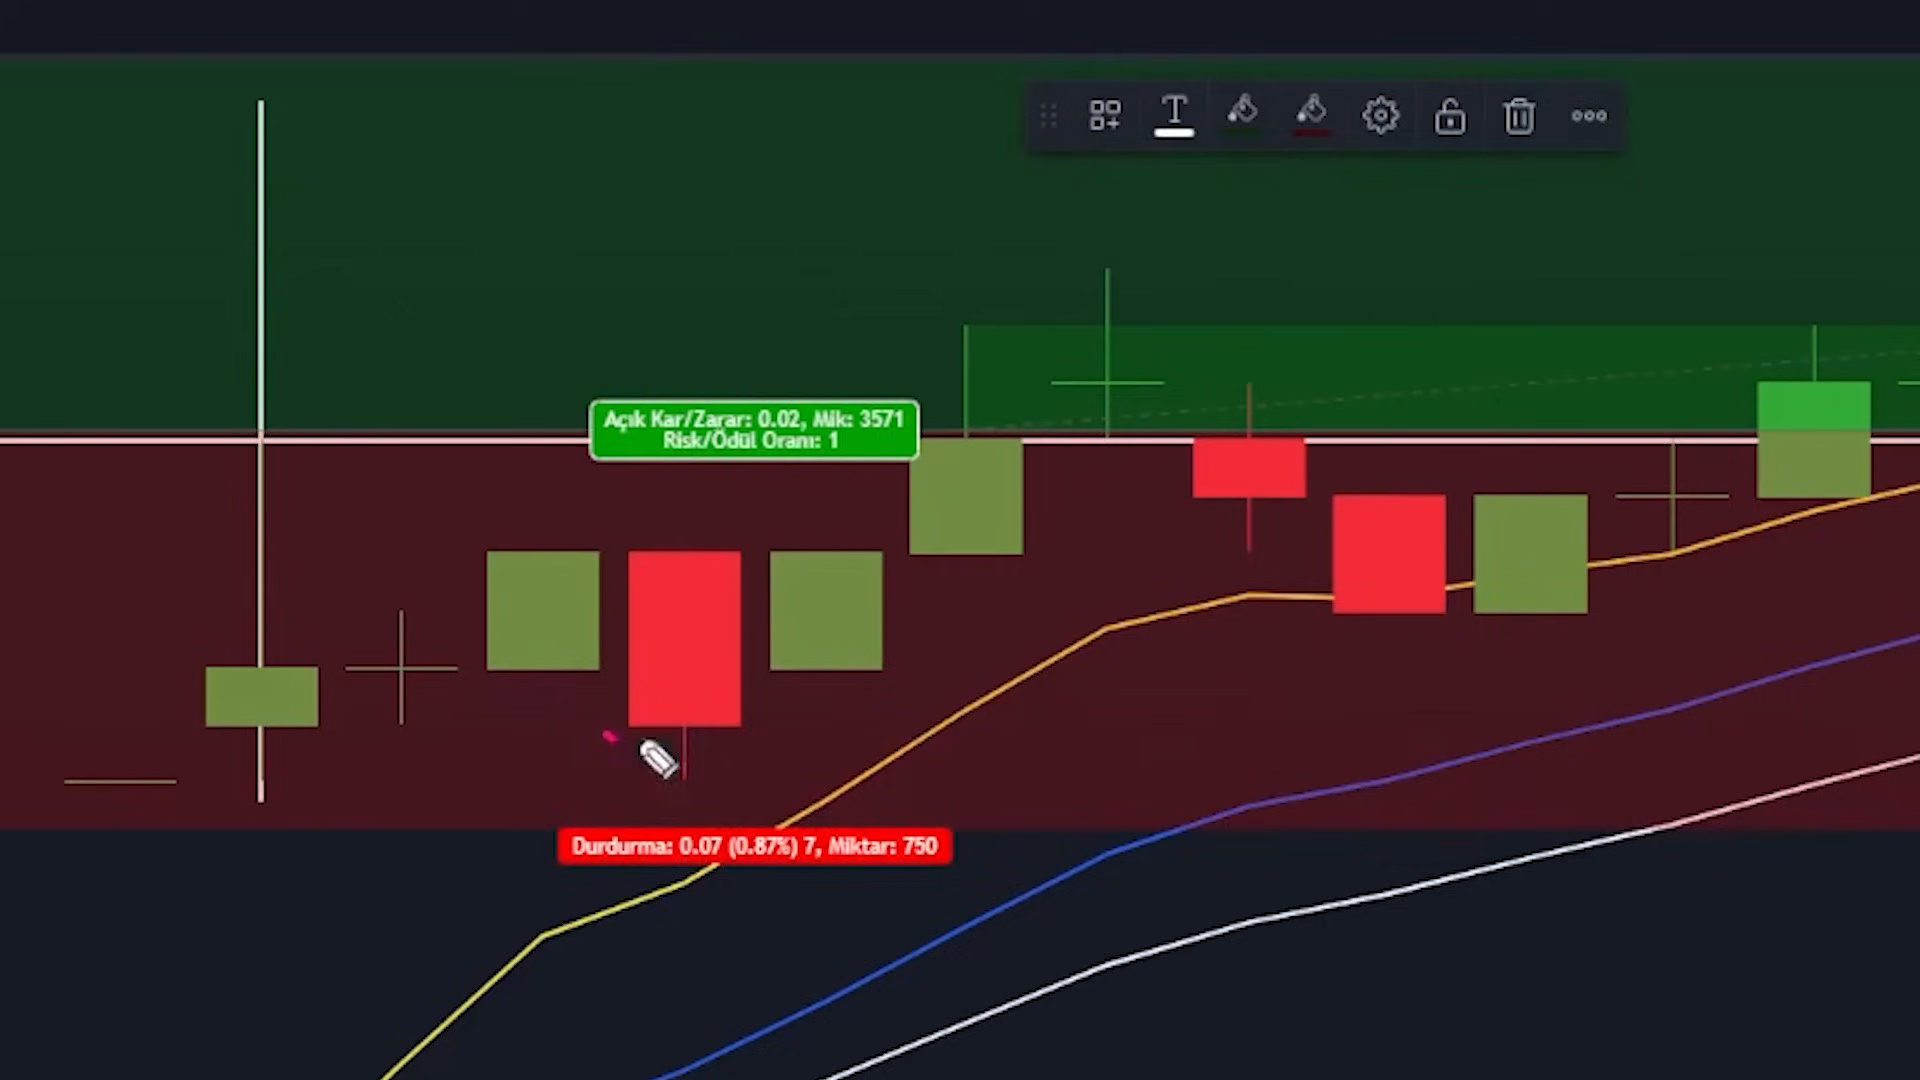 Açık Kar/Zarar: 0.02, Mik: 3571
Risk/Ödül Oranı: 1
Durdurma: 0.07 (0.87%) 7, Miktar: 750